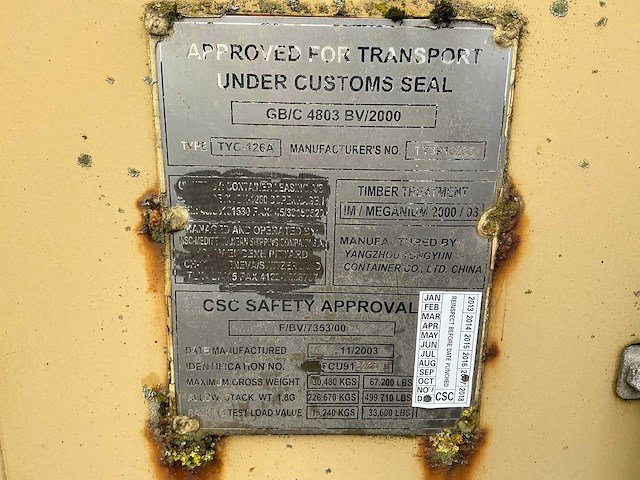 APPROVED FOR TRANSPORT
UNDER CUSTOMS SEAL
GB/C 4803 BV/2000
TYPE TYC-126A MANUFACTURER'S NO.
CONTAINER LEASING
MANAGED AND OPERATED BY
TIMBER TREATMENT
IM / MEGANIUM 2000 / 03
MANUFACTURED BY
YANGZHOU TONGYUN
CONTAINER CO., LTD. CHINA
CSC SAFETY APPROVAL
F/BV/7353/00
DATE MANUFACTURED 11/2003
IDENTIFICATION NO.
MAXIMUM GROSS WEIGHT 30,480 KGS 67,200 LBS
STACK WT. 1.8G 226,670 KGS 499,710 LBS
TEST LOAD VALUE 15,240 KGS 33,600 LBS
JAN
FEB
MAR
APR
MAY
JUN
JUL
AUG
SEP
OCT
REINSPECT BEFORE DATE PUNCHED
2013 2014 2015 2016 2018
CSC